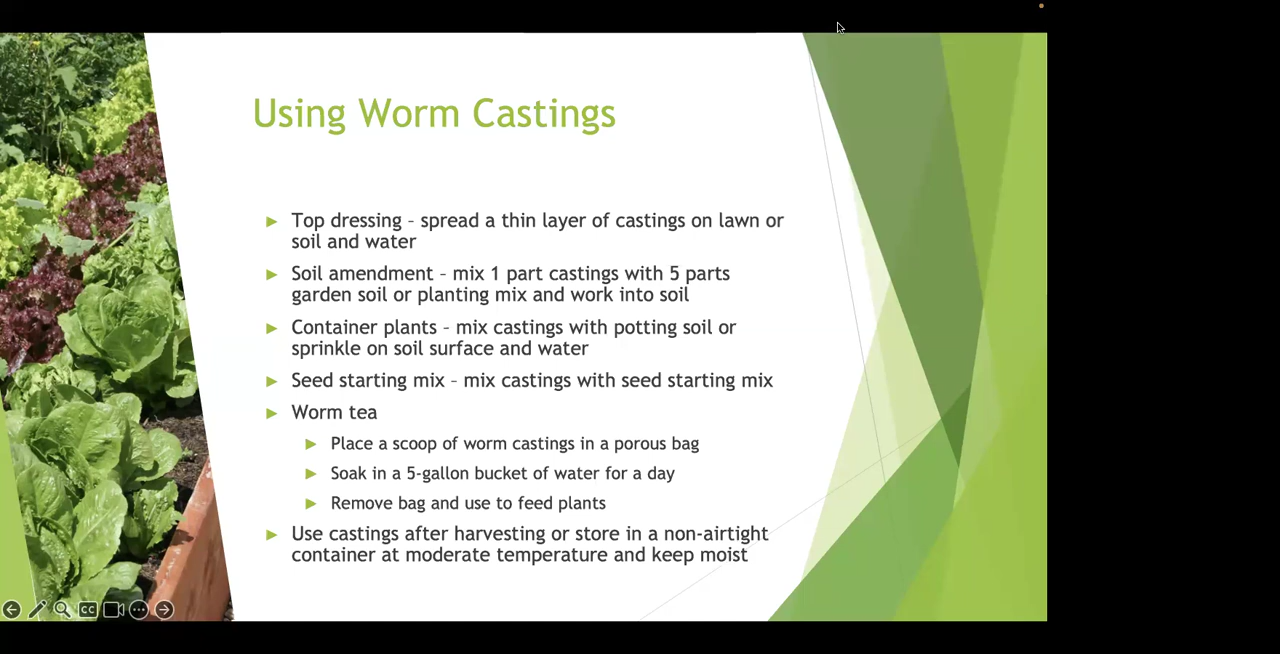 Using Worm Castings
► Top dressing – spread a thin layer of castings on lawn or
soil and water
► Soil amendment – mix 1 part castings with 5 parts
garden soil or planting mix and work into soil
► Container plants – mix castings with potting soil or
sprinkle on soil surface and water
► Seed starting mix – mix castings with seed starting mix
► Worm tea
► Place a scoop of worm castings in a porous bag
► Soak in a 5-gallon bucket of water for a day
► Remove bag and use to feed plants
► Use castings after harvesting or store in a non-airtight
container at moderate temperature and keep moist
CC